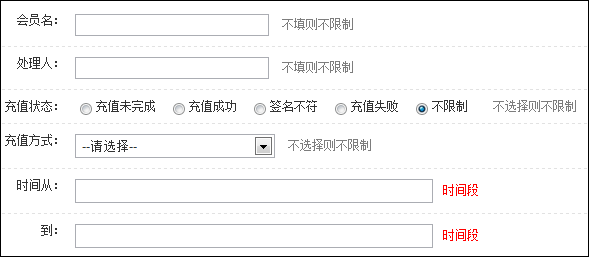 会员名： 不填则不限制
处理人： 不填则不限制
充值状态： 充值未完成 充值成功 签名不符 充值失败 不限制 不选择则不限制
充值方式： --请选择-- 不选择则不限制
时间从： 时间段
到： 时间段